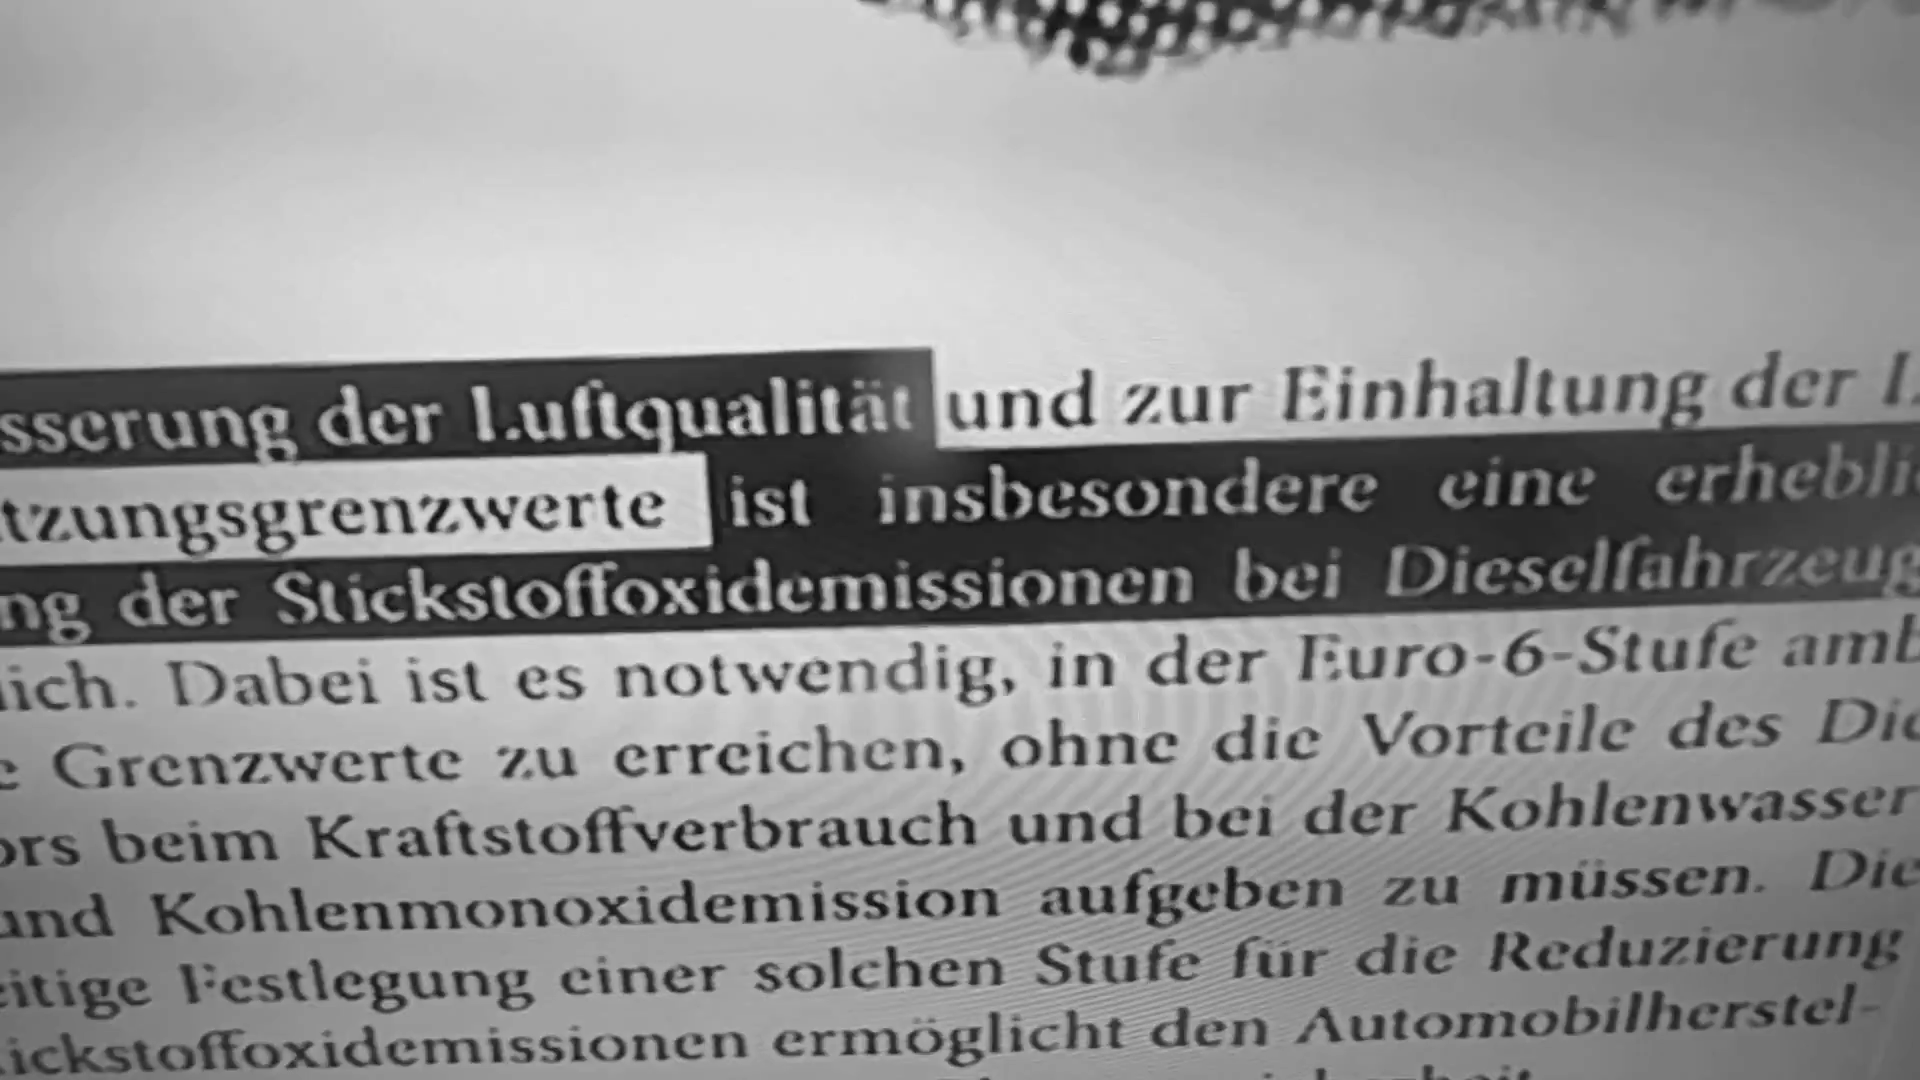 sserung der Luftqualität und zur Einhaltung der L
tzungsgrenzwerte ist insbesondere eine erhebli
ng der Stickstoffoxidemissionen bei Dieselfahrzeug
lich. Dabei ist es notwendig, in der Euro-6-Stufe amb
e Grenzwerte zu erreichen, ohne die Vorteile des Die
ors beim Kraftstoffverbrauch und bei der Kohlenwasser
und Kohlenmonoxidemission aufgeben zu müssen. Die
eitige Festlegung einer solchen Stufe für die Reduzierung
ickstoffoxidemissionen ermöglicht den Automobilherstel-